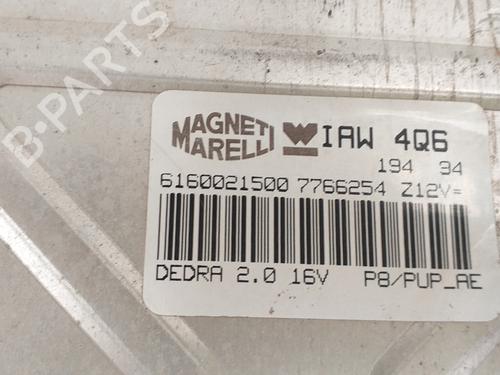 B-PARTS
MAGNETI MARELLI
IAW 4Q6
194 94
6160021500 7766254 Z12V=
DEDRA 2.0 16V P8/PUP_AE